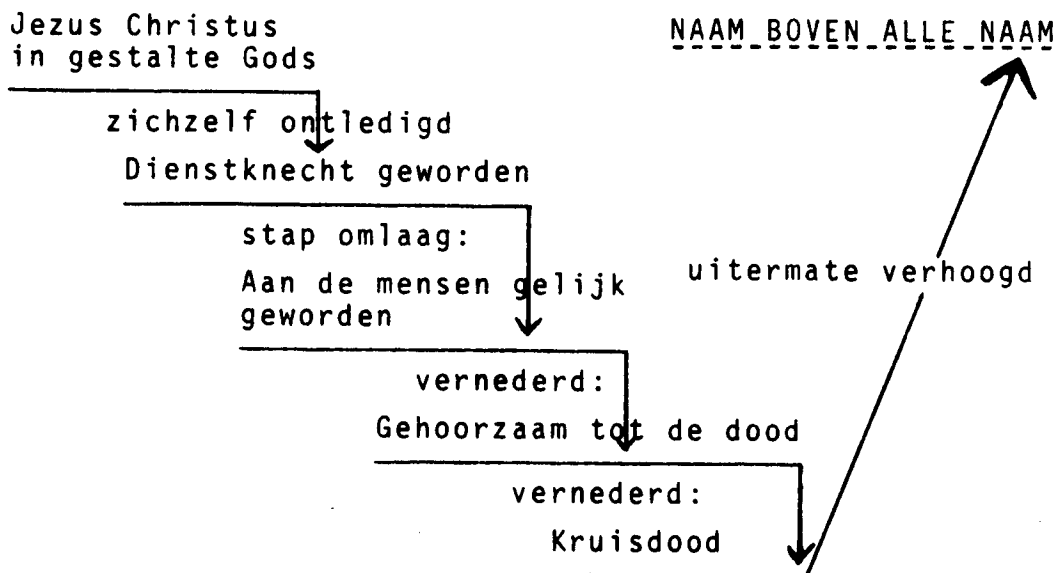 Jezus Christus
in gestalte Gods
NAAM BOVEN ALLE NAAM
zichzelf ontledigd
Dienstknecht geworden
stap omlaag:
Aan de mensen gelijk
geworden
uitermate verhoogd
vernederd:
Gehoorzaam tot de dood
vernederd:
Kruisdood